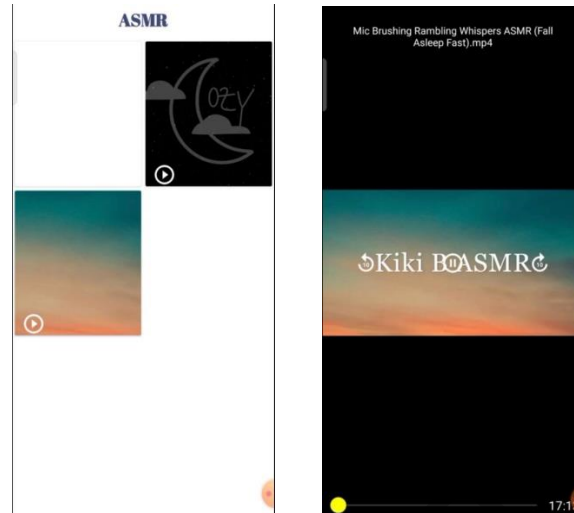 ASMR
ozy
Mic Brushing Rambling Whispers ASMR (Fall
Asleep Fast).mp4
Kiki B ASMR